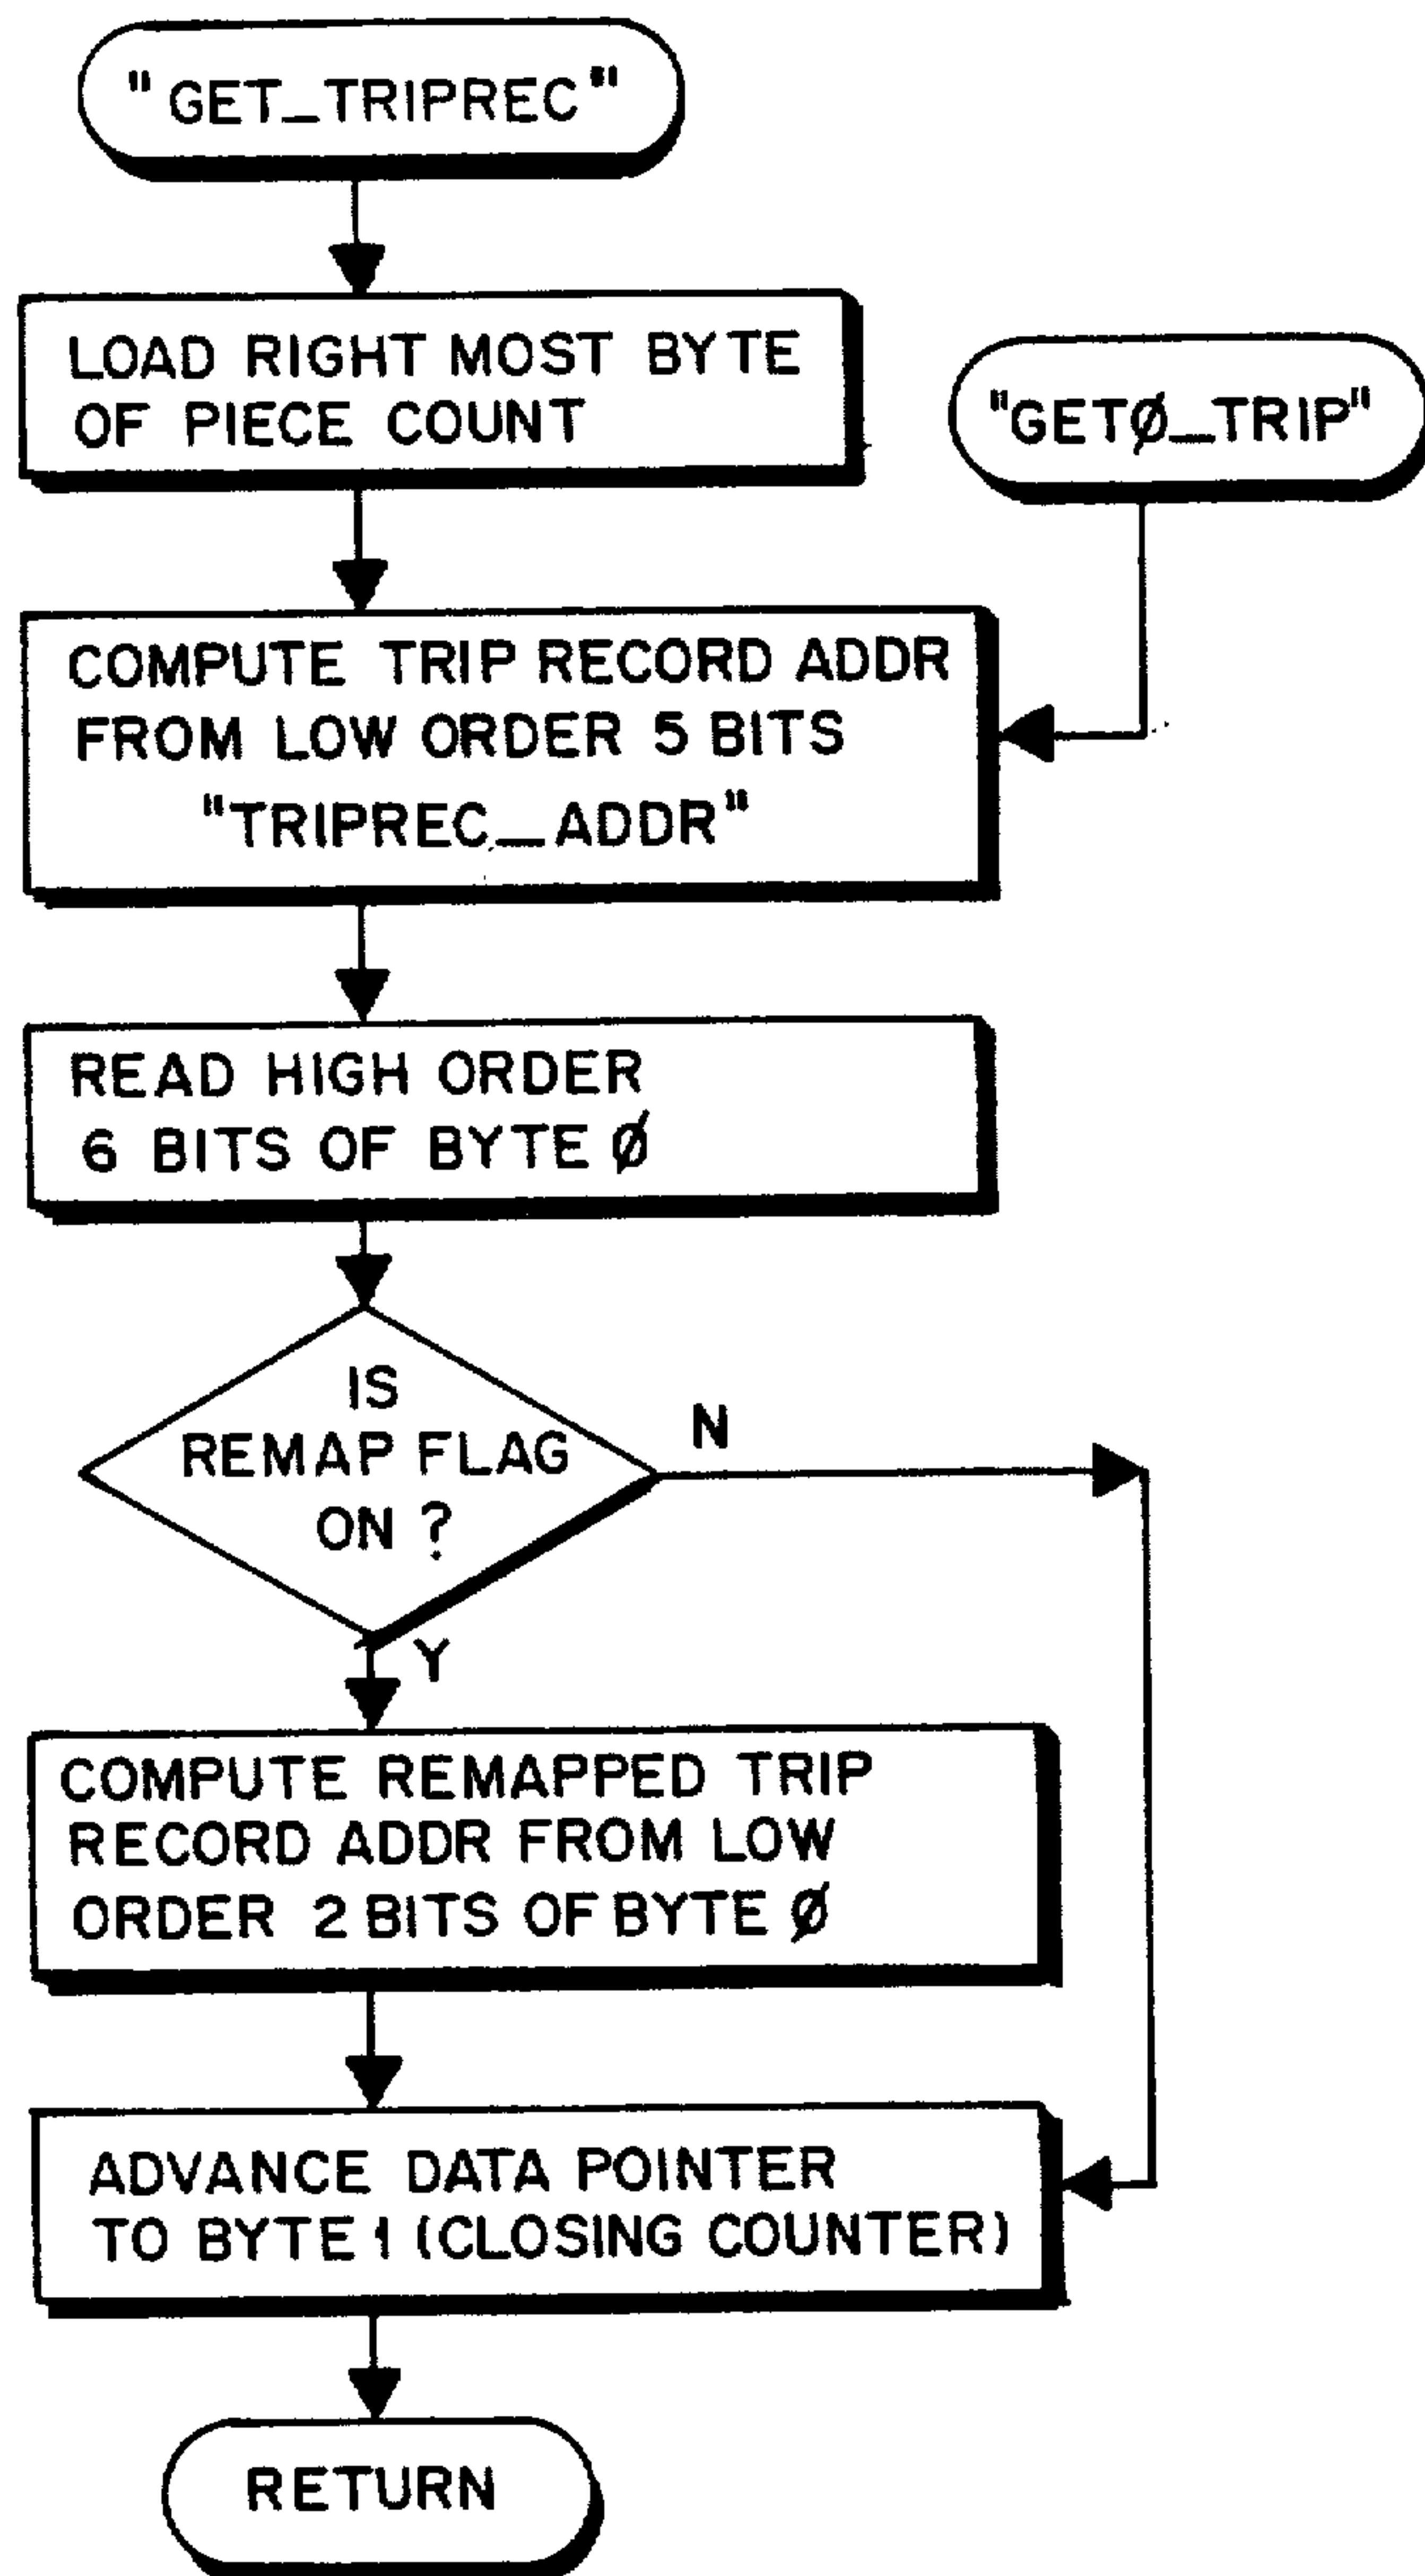 "GET_TRIPREC"
LOAD RIGHT MOST BYTE
OF PIECE COUNT
"GETØ_TRIP"
COMPUTE TRIP RECORD ADDR
FROM LOW ORDER 5 BITS
"TRIPREC_ADDR"
READ HIGH ORDER
6 BITS OF BYTE Ø
IS
REMAP FLAG
ON ?
N
Y
COMPUTE REMAPPED TRIP
RECORD ADDR FROM LOW
ORDER 2 BITS OF BYTE Ø
ADVANCE DATA POINTER
TO BYTE 1 (CLOSING COUNTER)
RETURN